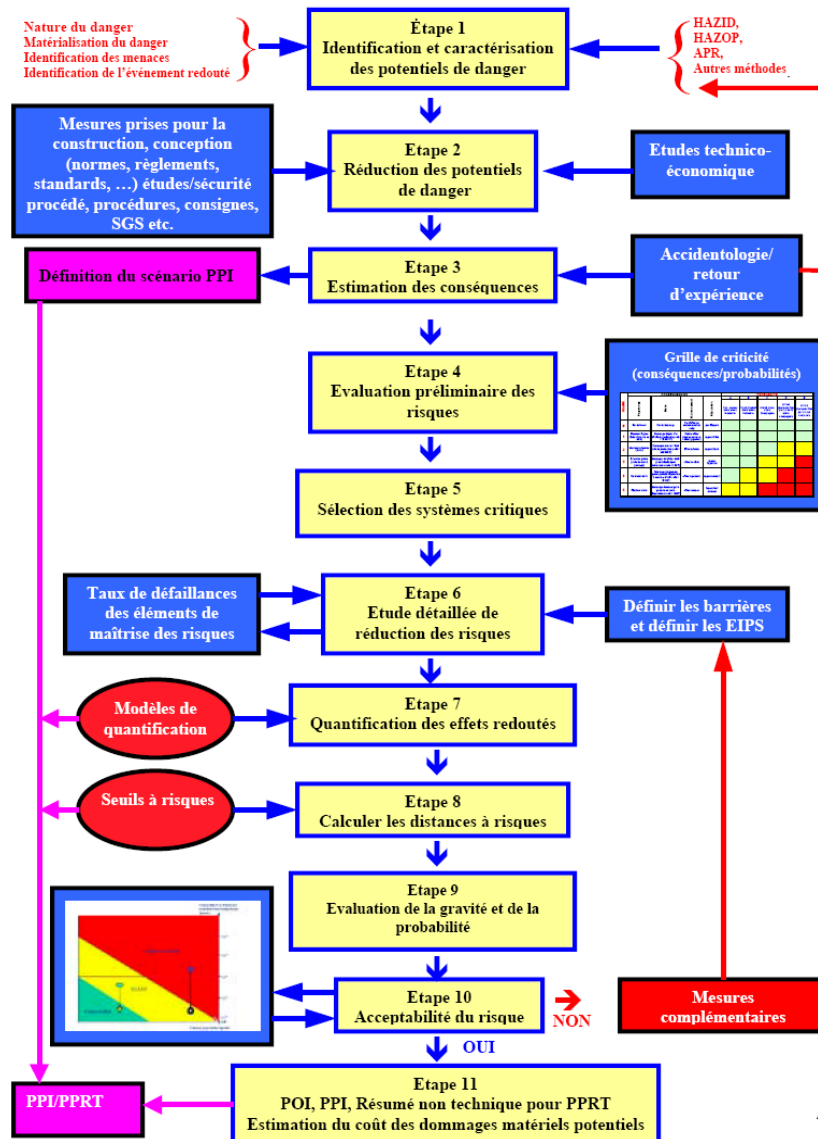 Nature du danger
Matérialisation du danger
Identification des menaces
Identification de l'événement redouté
Étape 1
Identification et caractérisation
des potentiels de danger
HAZID,
HAZOP,
APR,
Autres méthodes
Mesures prises pour la
construction, conception
(normes, règlements,
standards, …) études/sécurité
procédé, procédures, consignes,
SGS etc.
Etape 2
Réduction des potentiels
de danger
Etudes technico-
économique
Définition du scénario PPI
Etape 3
Estimation des conséquences
Accidentologie/
retour
d'expérience
Etape 4
Evaluation préliminaire des
risques
Grille de criticité
(conséquences/probabilités)
Etape 5
Sélection des systèmes critiques
Taux de défaillances
des éléments de
maîtrise des risques
Etape 6
Etude détaillée de
réduction des risques
Définir les barrières
et définir les EIPS
Modèles de
quantification
Etape 7
Quantification des effets redoutés
Seuils à risques
Etape 8
Calculer les distances à risques
Etape 9
Evaluation de la gravité et de la
probabilité
Etape 10
Acceptabilité du risque
NON
Mesures
complémentaires
OUI
PPI/PPRT
Etape 11
POI, PPI, Résumé non technique pour PPRT
Estimation du coût des dommages matériels potentiels